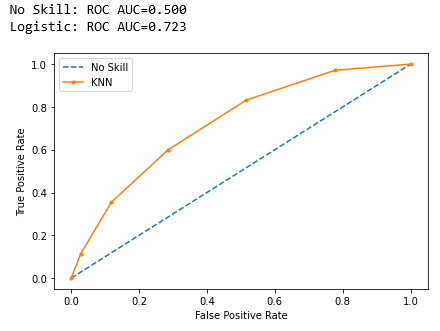 No Skill: ROC AUC=0.500
Logistic: ROC AUC=0.723
No Skill
KNN
1.0
0.8
0.6
0.4
0.2
0.0
True Positive Rate
0.0 0.2 0.4 0.6 0.8 1.0
False Positive Rate